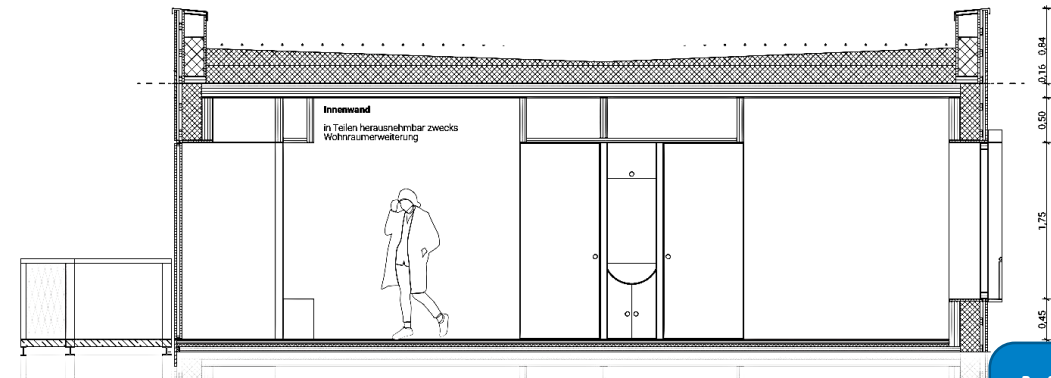 Innenwand
in Teilen herausnehmbar zwecks
Wohnraumerweiterung
0,84
0,16
0,50
1,75
0,45